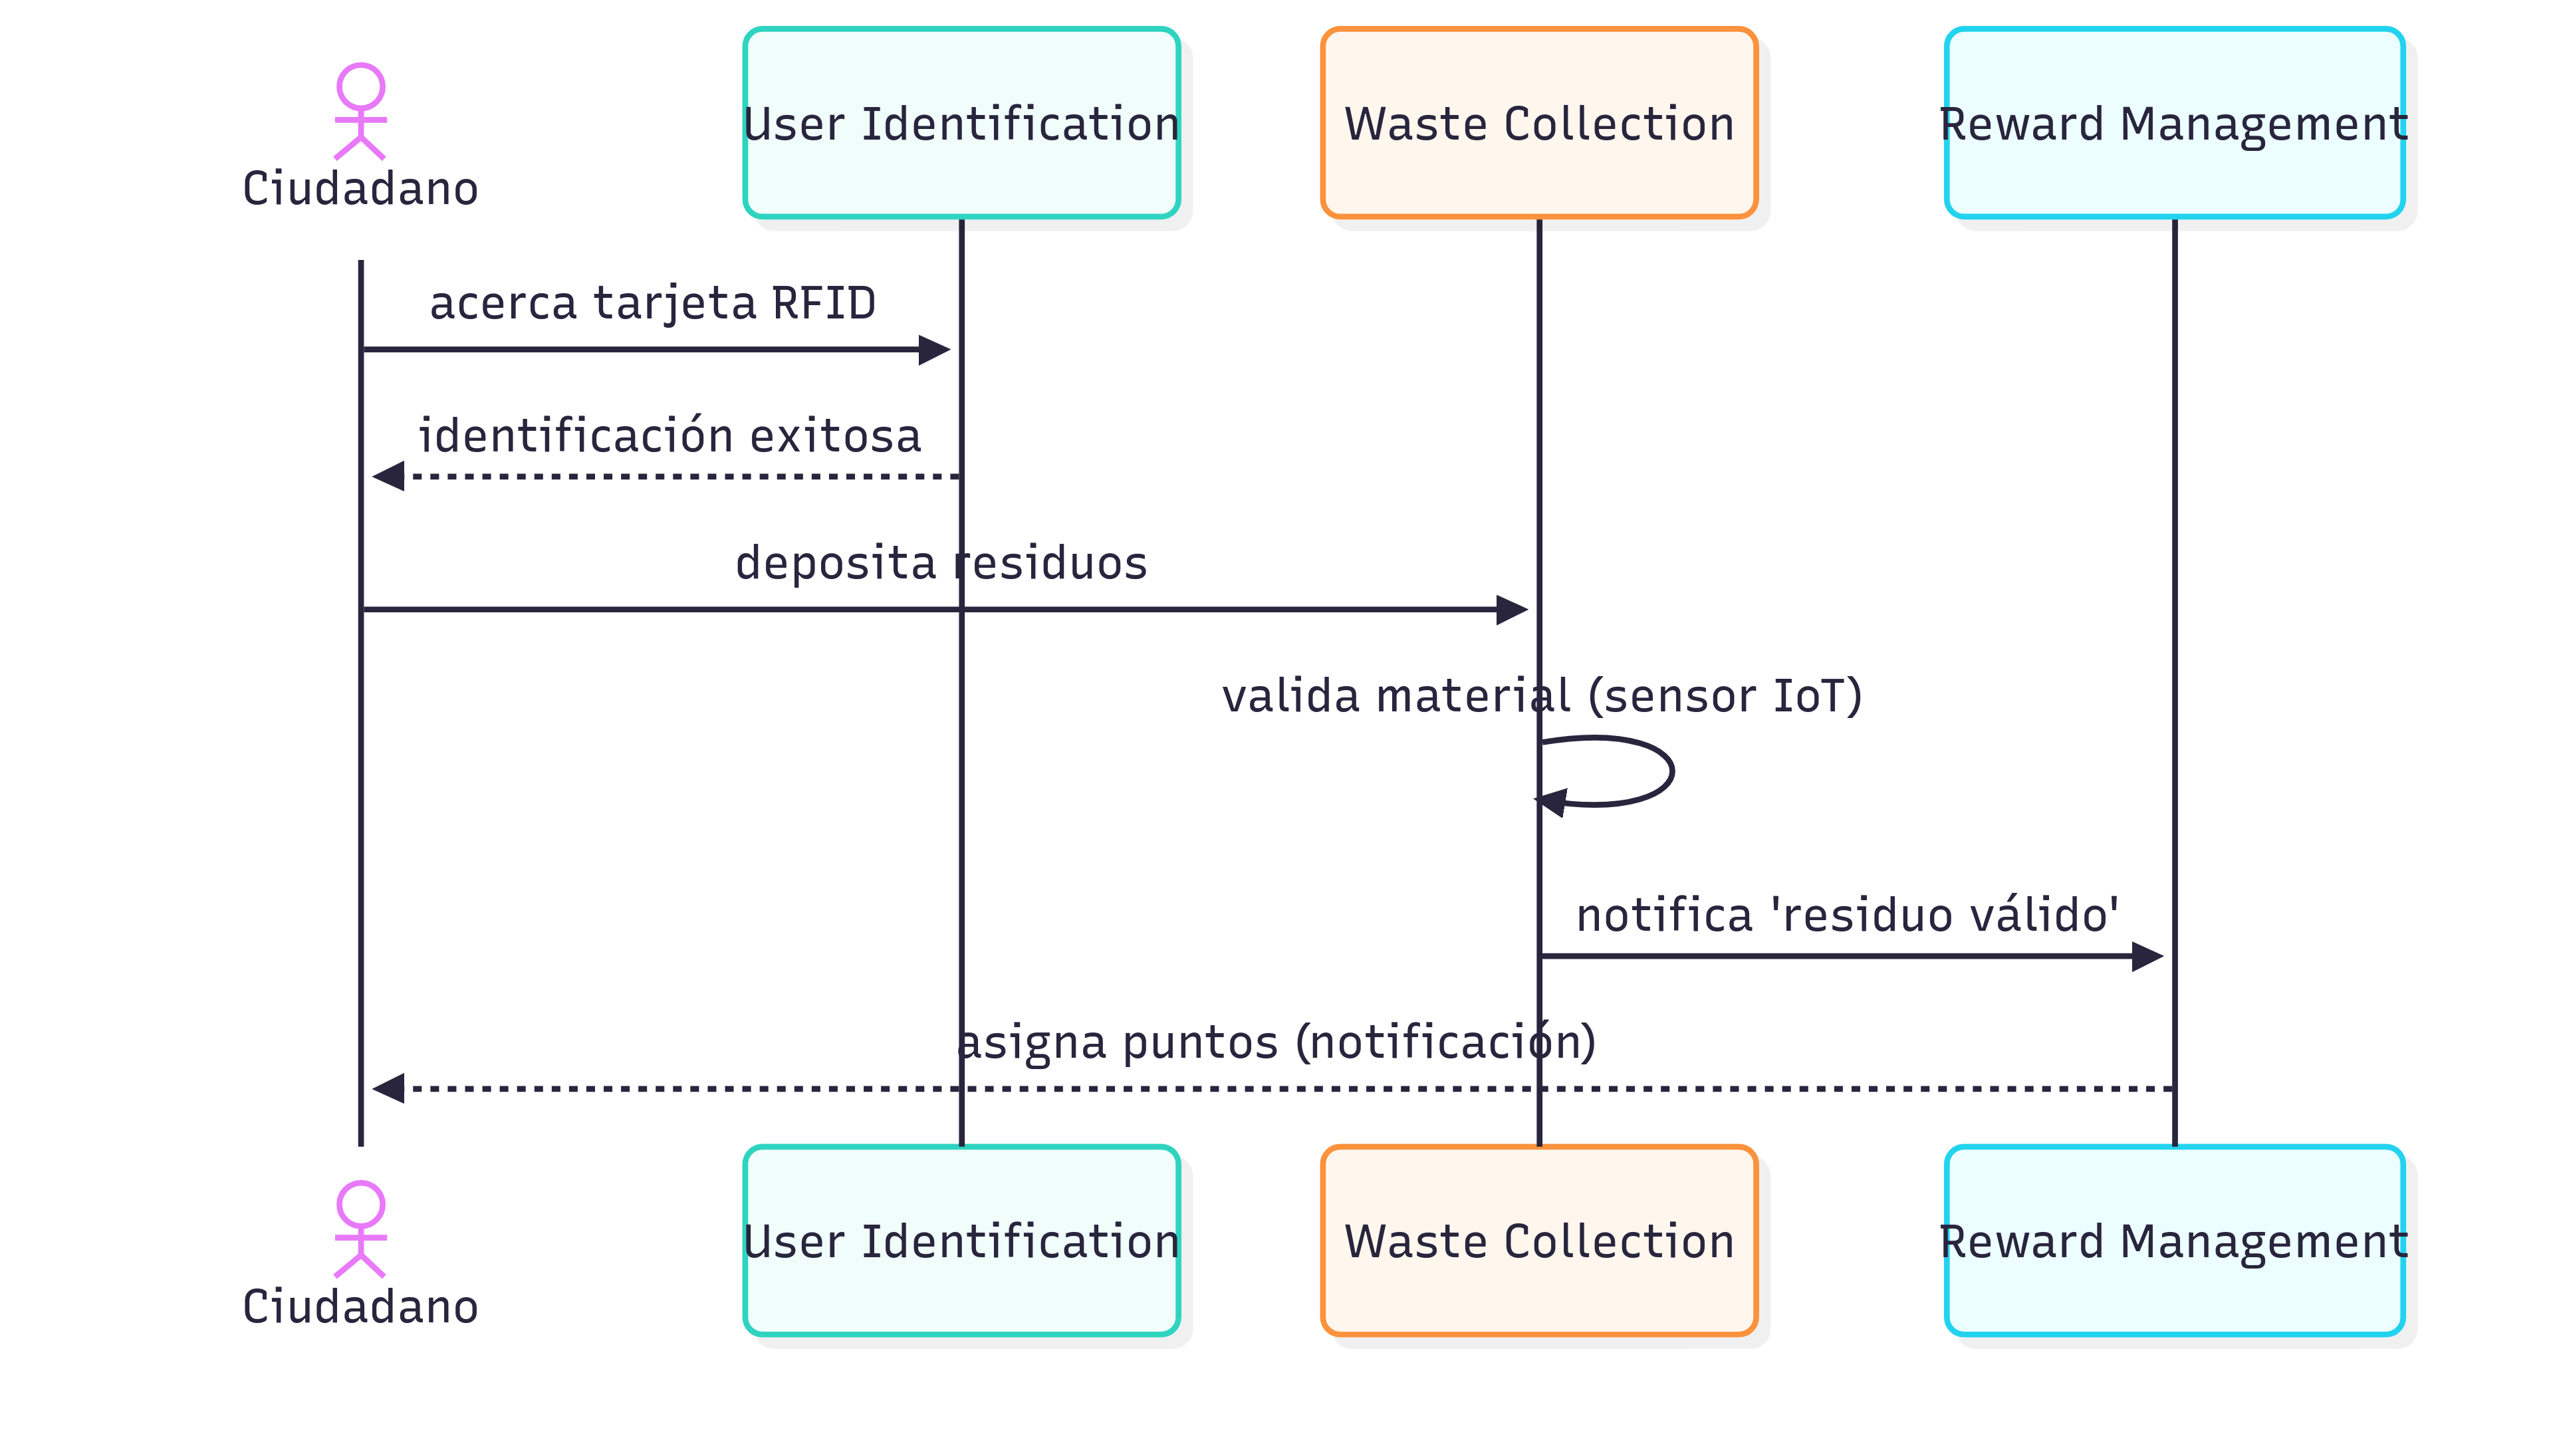 Ciudadano
User Identification
Waste Collection
Reward Management
acerca tarjeta RFID
identificación exitosa
deposita residuos
valida material (sensor IoT)
notifica 'residuo válido'
asigna puntos (notificación)
Ciudadano
User Identification
Waste Collection
Reward Management